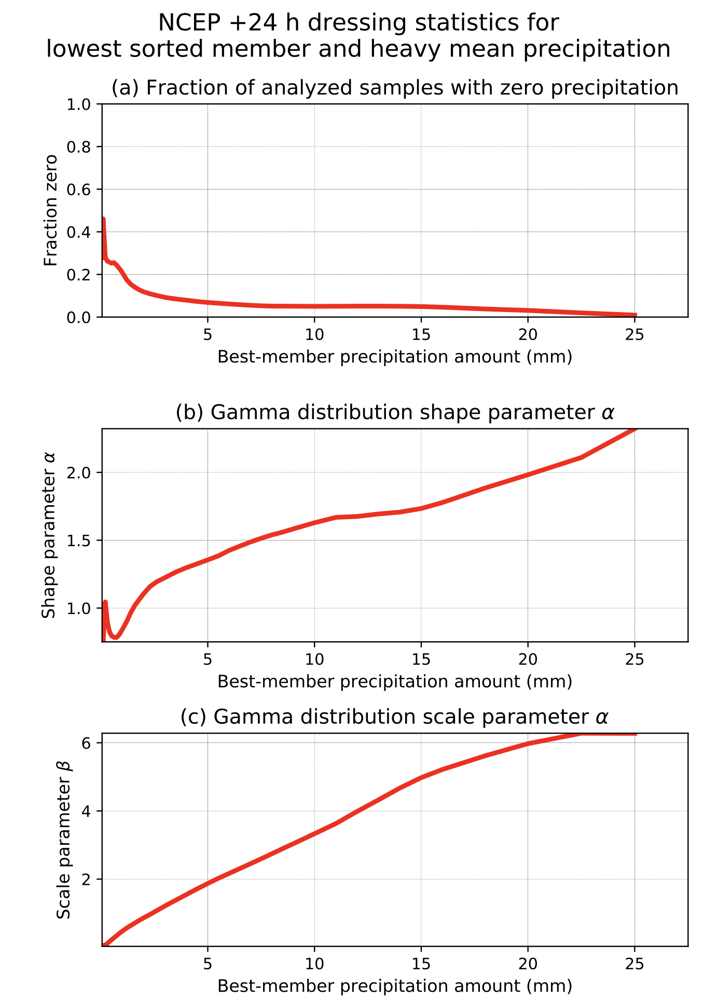 NCEP +24 h dressing statistics for
lowest sorted member and heavy mean precipitation
(a) Fraction of analyzed samples with zero precipitation
1.0
0.8
0.6
0.4
0.2
0.0
Fraction zero
5 10 15 20 25
Best-member precipitation amount (mm)
(b) Gamma distribution shape parameter α
2.0
1.5
1.0
Shape parameter α
5 10 15 20 25
Best-member precipitation amount (mm)
(c) Gamma distribution scale parameter α
6
4
2
Scale parameter β
5 10 15 20 25
Best-member precipitation amount (mm)